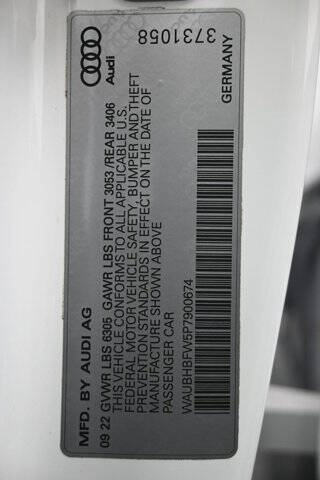 MFD. BY AUDI AG
Audi
09 22 GVWR LBS 6305 GAWR LBS FRONT 3053 /REAR 3406
THIS VEHICLE CONFORMS TO ALL APPLICABLE U.S.
FEDERAL MOTOR VEHICLE SAFETY, BUMPER AND THEFT
PREVENTION STANDARDS IN EFFECT ON THE DATE OF
MANUFACTURE SHOWN ABOVE
PASSENGER CAR
WAUBHBFW5P7900674
3731058
GERMANY